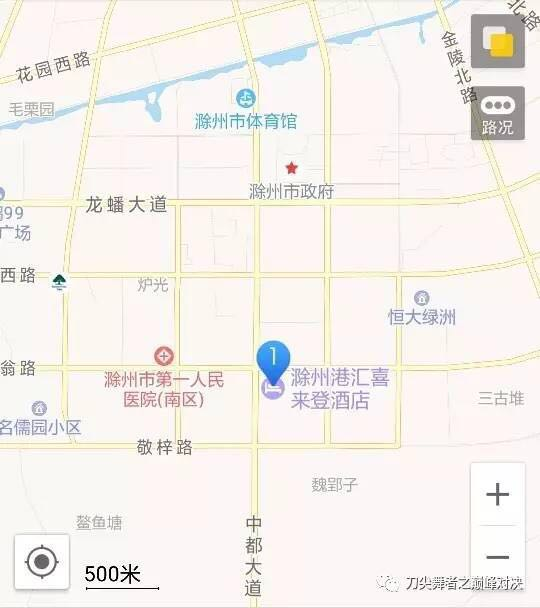 花园西路
金陵北路
毛栗园
滁州市体育馆
路况
滁州市政府
龙蟠大道
99
广场
西路
炉光
恒大绿洲
1
翁路
滁州市第一人民
医院(南区)
滁州港汇喜
来登酒店
三古堆
名儒园小区
敬梓路
魏郢子
鳌鱼塘
中都大道
500米
刀尖舞者之巅峰对决